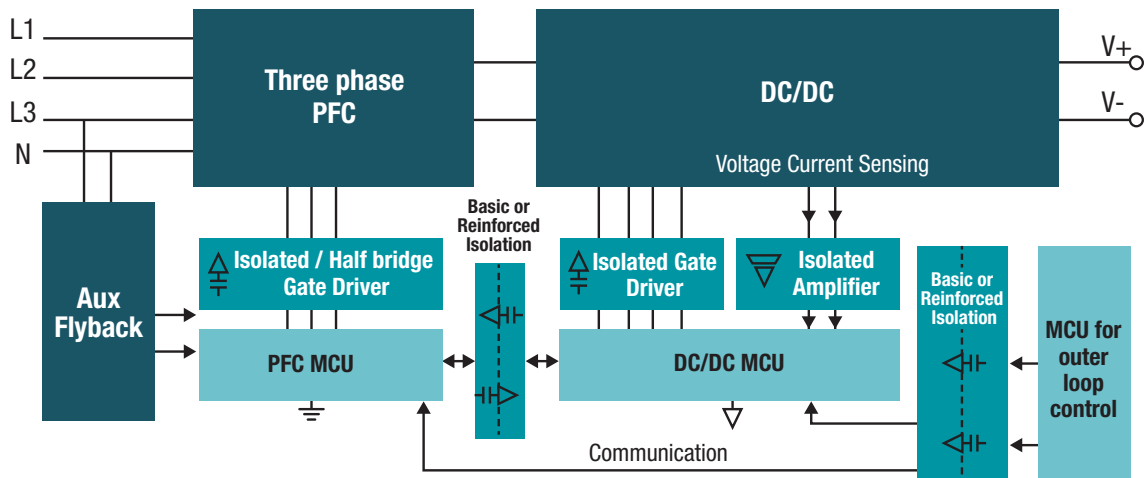 L1
L2
L3
N
Three phase
PFC
DC/DC
Voltage Current Sensing
V+
V-
Aux
Flyback
Isolated / Half bridge
Gate Driver
PFC MCU
Basic or
Reinforced
Isolation
Isolated Gate
Driver
Isolated
Amplifier
DC/DC MCU
Communication
Basic or
Reinforced
Isolation
MCU for
outer
loop
control